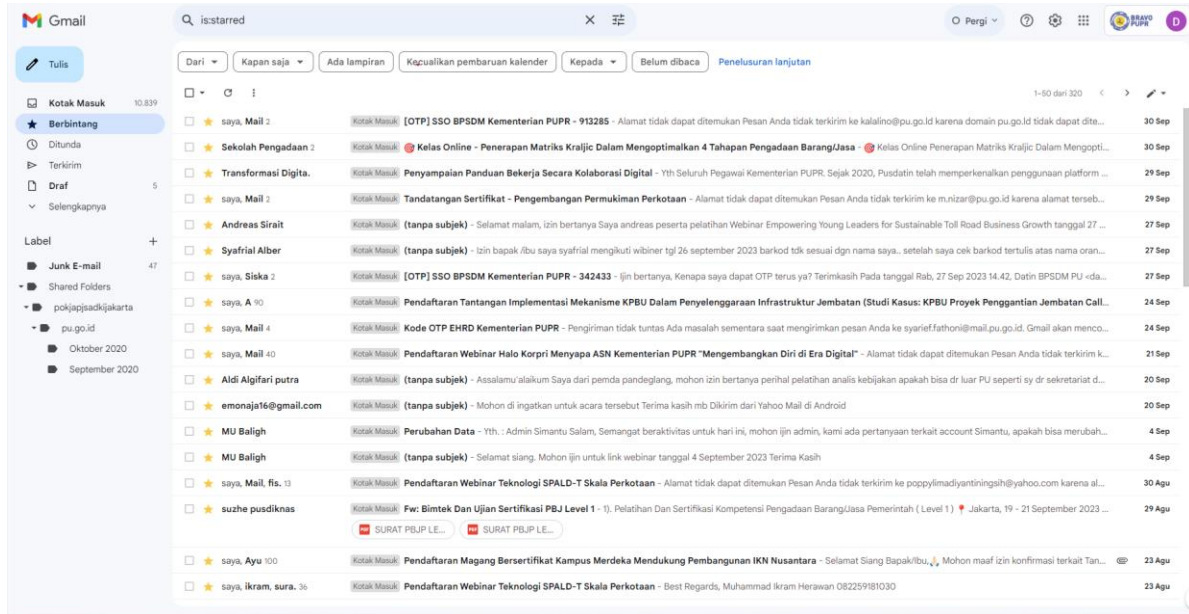 Gmail
is:starred
Pergi
BRAVO
PUPR
D
Tulis
Dari
Kapan saja
Ada lampiran
Kecualikan pembaruan kalender
Kepada
Belum dibaca
Penelusuran lanjutan
1–50 dari 320
Kotak Masuk 10.839
Berbintang
Ditunda
Terkirim
Draf 5
Selengkapnya
Label
Junk E-mail 47
Shared Folders
pokjapjsadkijakarta
pu.go.id
Oktober 2020
September 2020
saya, Mail 2 Kotak Masuk [OTP] SSO BPSDM Kementerian PUPR - 913285 - Alamat tidak dapat ditemukan Pesan Anda tidak terkirim ke kalalino@pu.go.ld karena domain pu.go.ld tidak dapat dite... 30 Sep
Sekolah Pengadaan 2 Kotak Masuk Kelas Online - Penerapan Matriks Kraljic Dalam Mengoptimalkan 4 Tahapan Pengadaan Barang/Jasa - Kelas Online Penerapan Matriks Kraljic Dalam Mengopti... 30 Sep
Transformasi Digita. Kotak Masuk Penyampaian Panduan Bekerja Secara Kolaborasi Digital - Yth Seluruh Pegawai Kementerian PUPR. Sejak 2020, Pusdatin telah memperkenalkan penggunaan platform ... 29 Sep
saya, Mail 2 Kotak Masuk Tandatangan Sertifikat - Pengembangan Permukiman Perkotaan - Alamat tidak dapat ditemukan Pesan Anda tidak terkirim ke m.nizar@pu.go.id karena alamat terseb... 29 Sep
Andreas Sirait Kotak Masuk (tanpa subjek) - Selamat malam, izin bertanya Saya andreas peserta pelatihan Webinar Empowering Young Leaders for Sustainable Toll Road Business Growth tanggal 27 ... 27 Sep
Syafrial Alber Kotak Masuk (tanpa subjek) - Izin bapak /ibu saya syafrial mengikuti wibiner tgl 26 september 2023 barkod tdk sesuai dgn nama saya.. setelah saya cek barkod tertulis atas nama oran... 27 Sep
saya, Siska 2 Kotak Masuk [OTP] SSO BPSDM Kementerian PUPR - 342433 - Ijin bertanya, Kenapa saya dapat OTP terus ya? Terimkasih Pada tanggal Rab, 27 Sep 2023 14.42, Datin BPSDM PU <da... 27 Sep
saya, A 90 Kotak Masuk Pendaftaran Tantangan Implementasi Mekanisme KPBU Dalam Penyelenggaraan Infrastruktur Jembatan (Studi Kasus: KPBU Proyek Penggantian Jembatan Call... 24 Sep
saya, Mail 4 Kotak Masuk Kode OTP EHRD Kementerian PUPR - Pengiriman tidak tuntas Ada masalah sementara saat mengirimkan pesan Anda ke syarief.fathoni@mail.pu.go.id. Gmail akan menco... 24 Sep
saya, Mail 40 Kotak Masuk Pendaftaran Webinar Halo Korpri Menyapa ASN Kementerian PUPR "Mengembangkan Diri di Era Digital" - Alamat tidak dapat ditemukan Pesan Anda tidak terkirim k... 21 Sep
Aldi Algifari putra Kotak Masuk (tanpa subjek) - Assalamu'alaikum Saya dari pemda pandeglang, mohon izin bertanya perihal pelatihan analis kebijakan apakah bisa dr luar PU seperti sy dr sekretariat d... 20 Sep
emonaja16@gmail.com Kotak Masuk (tanpa subjek) - Mohon di ingatkan untuk acara tersebut Terima kasih mb Dikirim dari Yahoo Mail di Android 20 Sep
MU Baligh Kotak Masuk Perubahan Data - Yth. : Admin Simantu Salam, Semangat beraktivitas untuk hari ini, mohon ijin admin, kami ada pertanyaan terkait account Simantu, apakah bisa merubah... 4 Sep
MU Baligh Kotak Masuk (tanpa subjek) - Selamat siang. Mohon ijin untuk link webinar tanggal 4 September 2023 Terima Kasih 4 Sep
saya, Mail, fis. 13 Kotak Masuk Pendaftaran Webinar Teknologi SPALD-T Skala Perkotaan - Alamat tidak dapat ditemukan Pesan Anda tidak terkirim ke poppylimadiyantiningsih@yahoo.com karena al... 30 Agu
suzhe pusdiknas Kotak Masuk Fw: Bimtek Dan Ujian Sertifikasi PBJ Level 1 - 1). Pelatihan Dan Sertifikasi Kompetensi Pengadaan Barang/Jasa Pemerintah ( Level 1 ) Jakarta, 19 - 21 September 2023 ... 29 Agu
PDF SURAT PBJP LE... PDF SURAT PBJP LE...
saya, Ayu 100 Kotak Masuk Pendaftaran Magang Bersertifikat Kampus Merdeka Mendukung Pembangunan IKN Nusantara - Selamat Siang Bapak/Ibu, Mohon maaf izin konfirmasi terkait Tan... 23 Agu
saya, ikram, sura. 36 Kotak Masuk Pendaftaran Webinar Teknologi SPALD-T Skala Perkotaan - Best Regards, Muhammad Ikram Herawan 082259181030 23 Agu